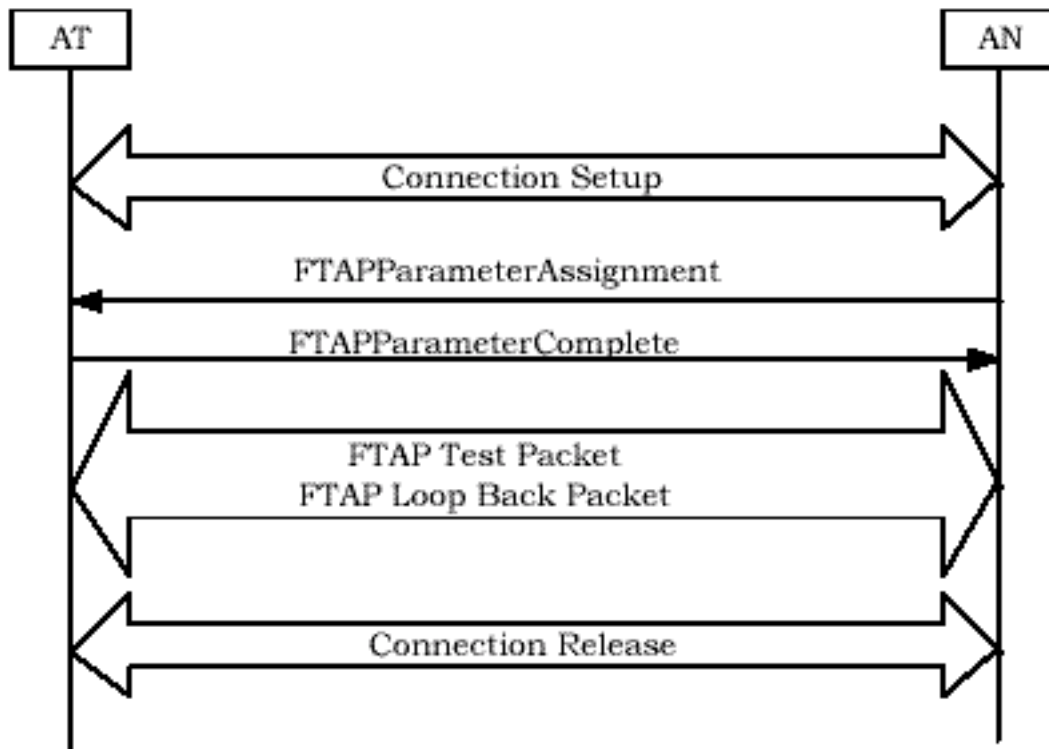 AT
AN
Connection Setup
FTAPParameterAssignment
FTAPParameterComplete
FTAP Test Packet
FTAP Loop Back Packet
Connection Release